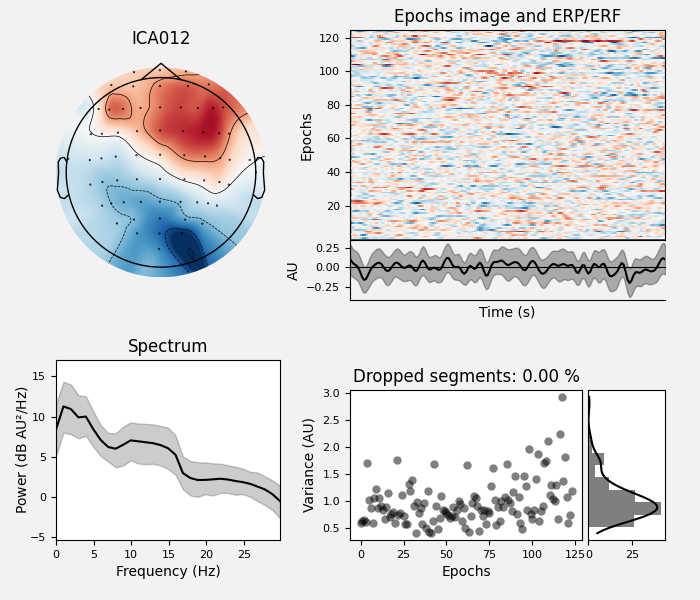 ICA012
Epochs image and ERP/ERF
Epochs
120
100
80
60
40
20
AU
0.25
0.00
−0.25
Time (s)
Spectrum
Power (dB AU²/Hz)
15
10
5
0
−5
0 5 10 15 20 25
Frequency (Hz)
Dropped segments: 0.00 %
Variance (AU)
3.0
2.5
2.0
1.5
1.0
0.5
0 25 50 75 100 125
Epochs
0 25